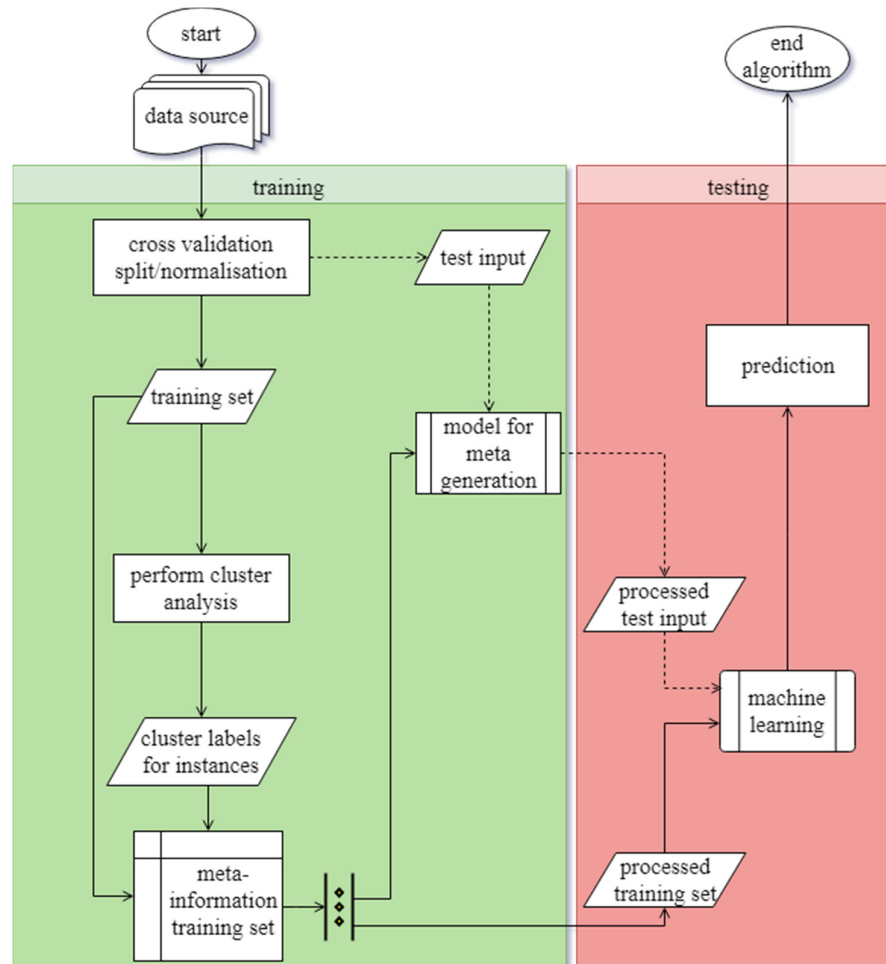 start
end
algorithm
data source
training
testing
cross validation
split/normalisation
test input
prediction
training set
model for
meta
generation
perform cluster
analysis
processed
test input
machine
learning
cluster labels
for instances
meta-
information
training set
processed
training set